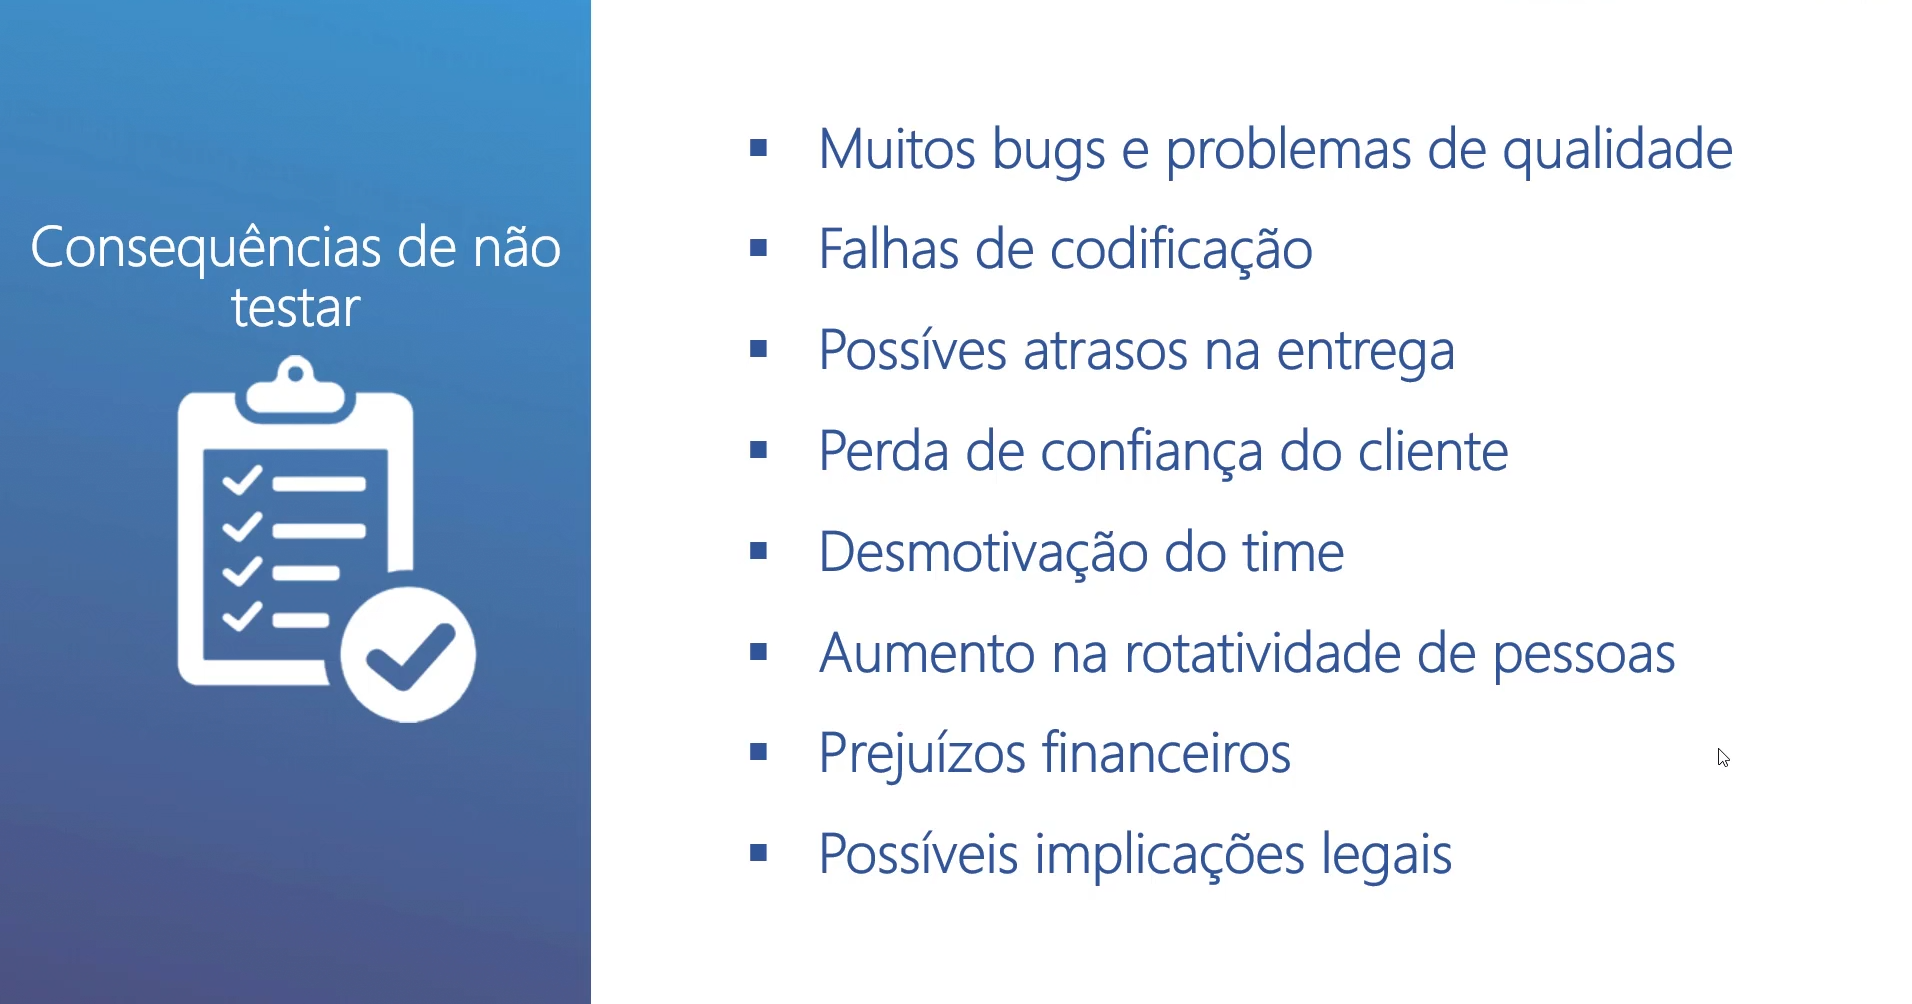 Consequências de não
testar
▪ Muitos bugs e problemas de qualidade
▪ Falhas de codificação
▪ Possíves atrasos na entrega
▪ Perda de confiança do cliente
▪ Desmotivação do time
▪ Aumento na rotatividade de pessoas
▪ Prejuízos financeiros
▪ Possíveis implicações legais